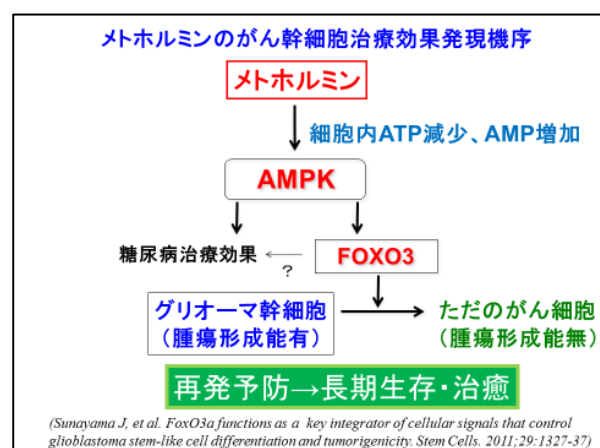 メトホルミンのがん幹細胞治療効果発現機序
メトホルミン
細胞内ATP減少、AMP増加
AMPK
糖尿病治療効果
?
FOXO3
グリオーマ幹細胞
(腫瘍形成能有)
ただのがん細胞
(腫瘍形成能無)
再発予防→長期生存・治癒
(Sunayama J, et al. FoxO3a functions as a key integrator of cellular signals that control
glioblastoma stem-like cell differentiation and tumorigenicity. Stem Cells. 2011;29:1327-37)